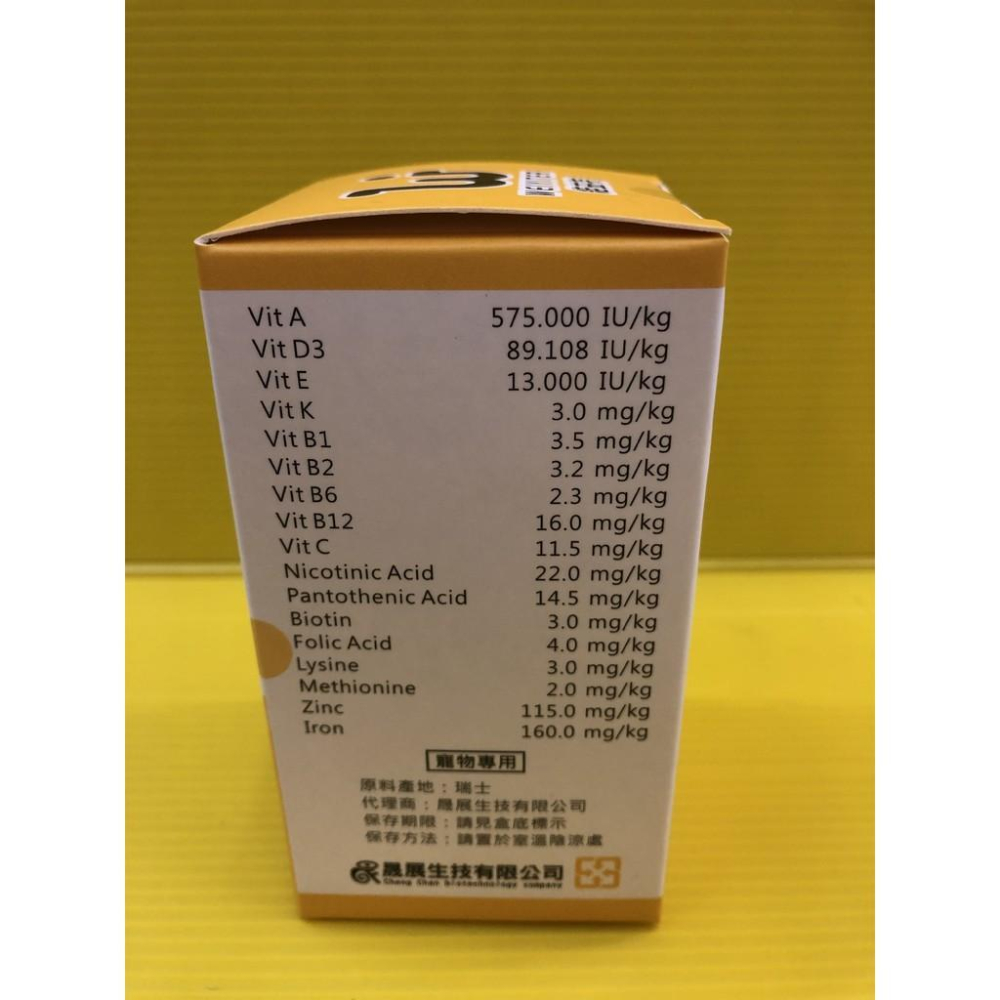 Vit A 575.000 IU/kg
Vit D3 89.108 IU/kg
Vit E 13.000 IU/kg
Vit K 3.0 mg/kg
Vit B1 3.5 mg/kg
Vit B2 3.2 mg/kg
Vit B6 2.3 mg/kg
Vit B12 16.0 mg/kg
Vit C 11.5 mg/kg
Nicotinic Acid 22.0 mg/kg
Pantothenic Acid 14.5 mg/kg
Biotin 3.0 mg/kg
Folic Acid 4.0 mg/kg
Lysine 3.0 mg/kg
Methionine 2.0 mg/kg
Zinc 115.0 mg/kg
Iron 160.0 mg/kg
寵物專用
原料產地：瑞士
代理商：晟展生技有限公司
保存期限：請見盒底標示
保存方法：請置於室溫陰涼處
晟展生技有限公司
Cheng Chan biotechnology company